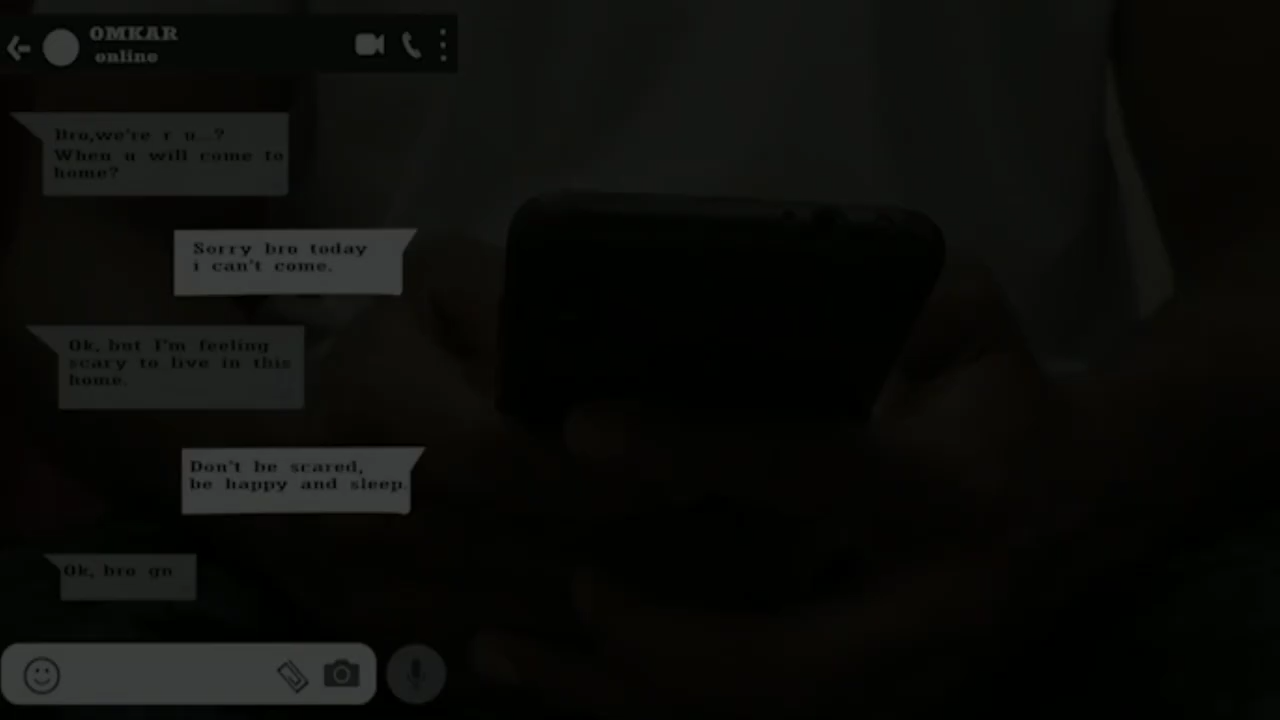 OMKAR
online
Bro,we're r u...?
When u will come to
home?
Sorry bro today
i can't come.
Ok, but I'm feeling
scary to live in this
home.
Don't be scared,
be happy and sleep.
Ok, bro gn